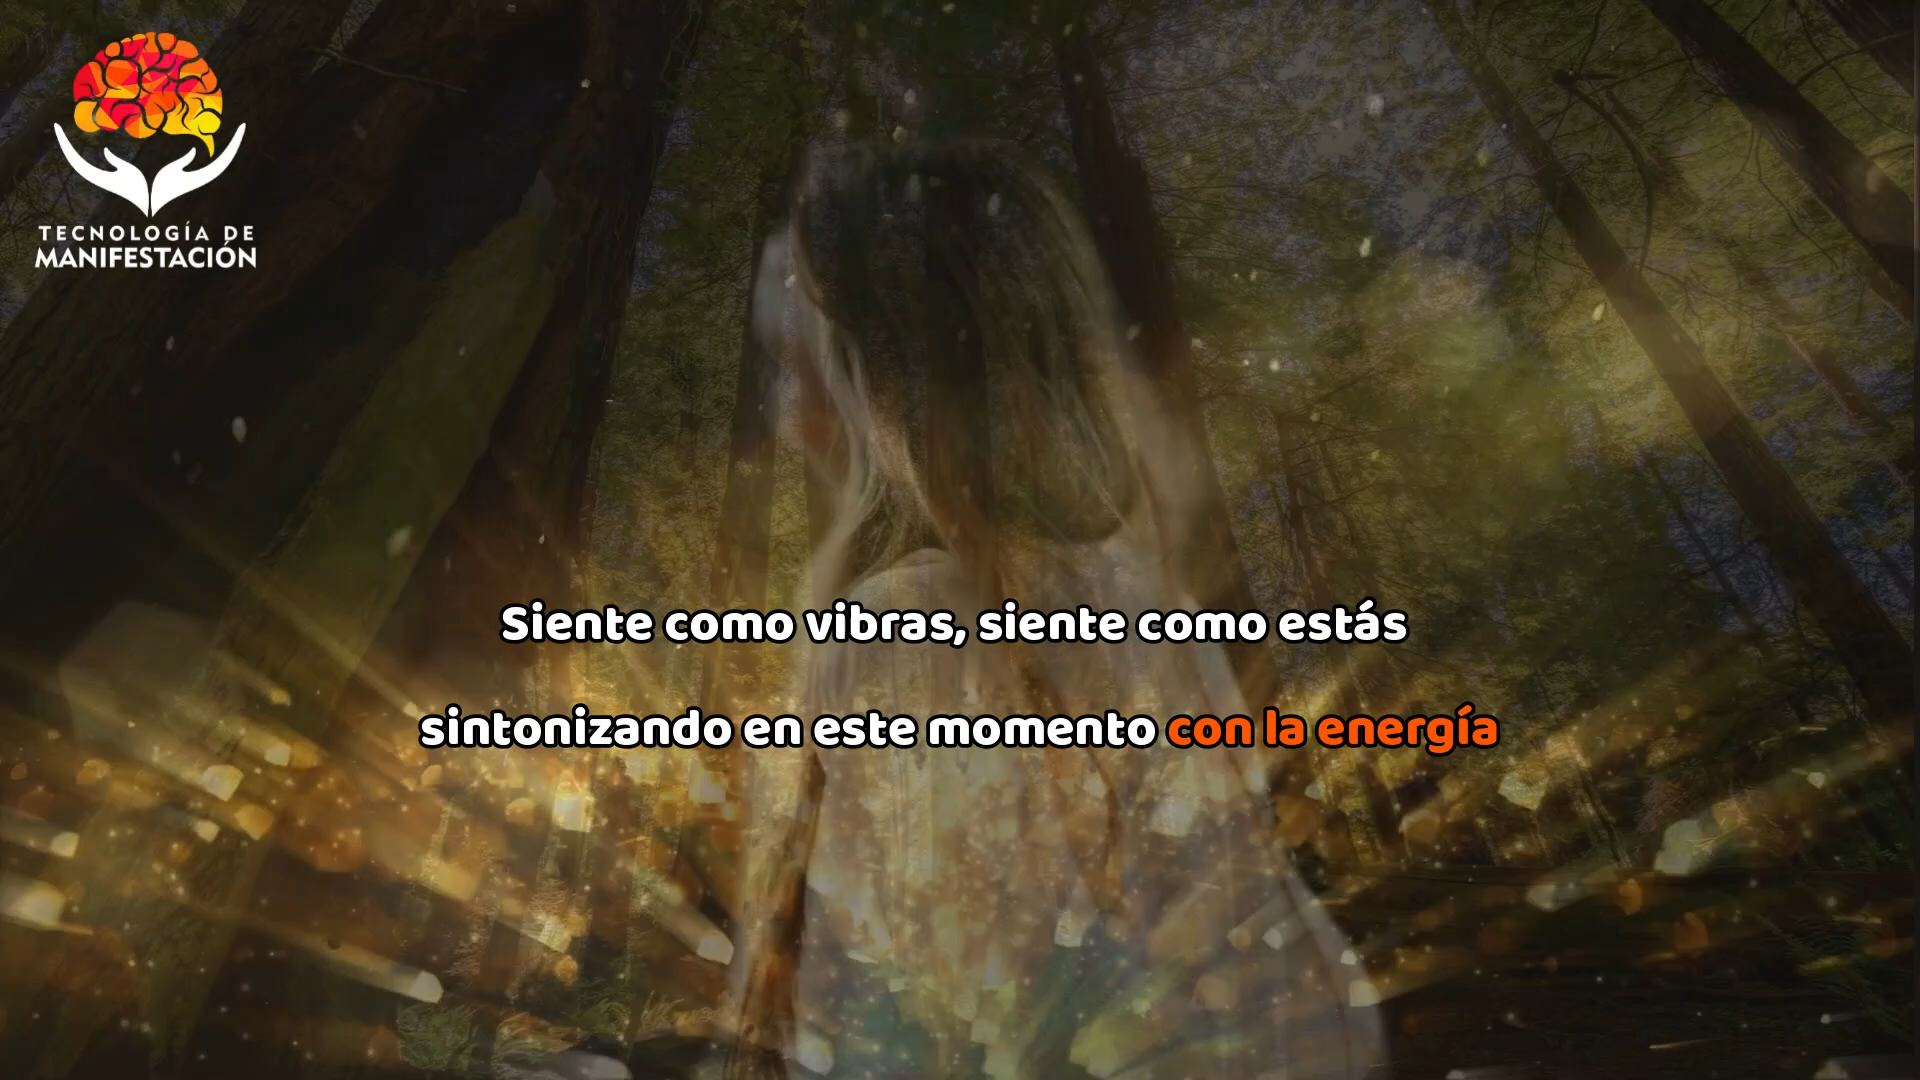 TECNOLOGÍA DE
MANIFESTACIÓN
Siente como vibras, siente como estás
sintonizando en este momento con la energía